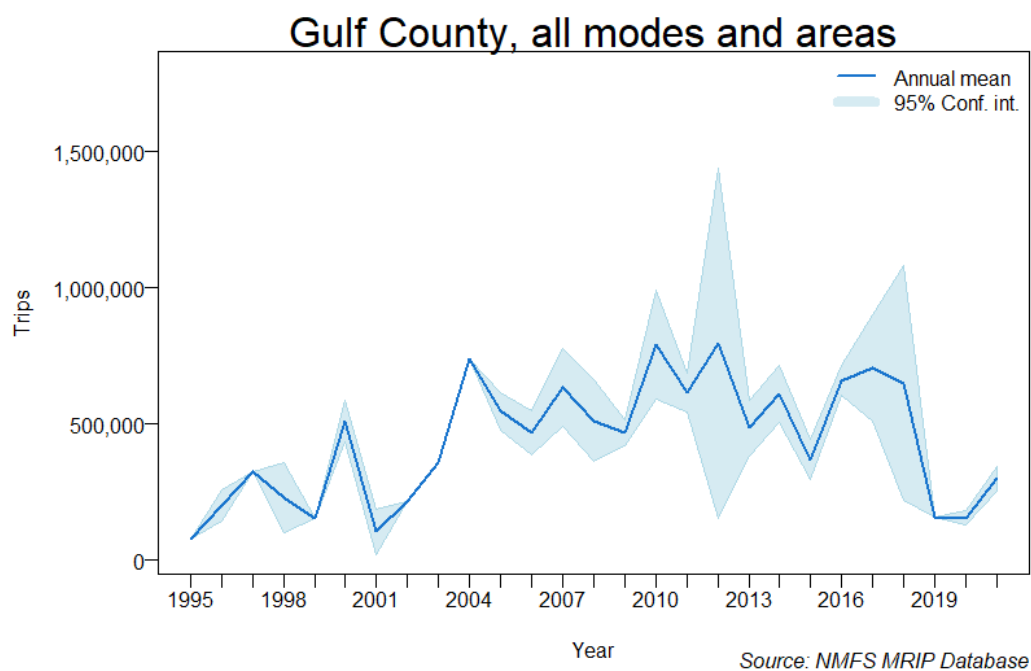 Gulf County, all modes and areas
Annual mean
95% Conf. int.
1,500,000
1,000,000
500,000
0
Trips
1995 1998 2001 2004 2007 2010 2013 2016 2019
Year
Source: NMFS MRIP Database